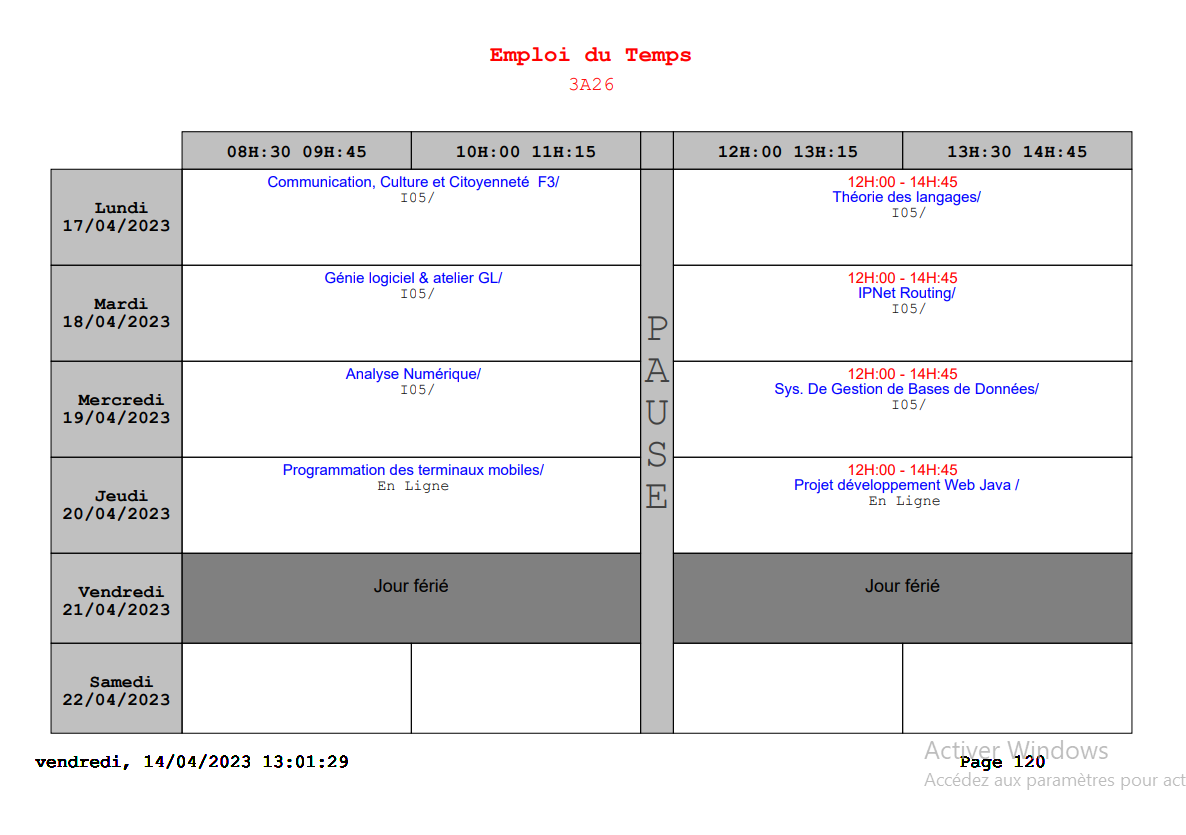 Emploi du Temps
3A26
08H:30 09H:45 10H:00 11H:15 12H:00 13H:15 13H:30 14H:45
Lundi
17/04/2023
Communication, Culture et Citoyenneté F3/
I05/
12H:00 - 14H:45
Théorie des langages/
I05/
Mardi
18/04/2023
Génie logiciel & atelier GL/
I05/
12H:00 - 14H:45
IPNet Routing/
I05/
Mercredi
19/04/2023
Analyse Numérique/
I05/
12H:00 - 14H:45
Sys. De Gestion de Bases de Données/
I05/
Jeudi
20/04/2023
Programmation des terminaux mobiles/
En Ligne
12H:00 - 14H:45
Projet développement Web Java /
En Ligne
Vendredi
21/04/2023
Jour férié
Jour férié
Samedi
22/04/2023
P
A
U
S
E
vendredi, 14/04/2023 13:01:29
Page 120
Activer Windows
Accédez aux paramètres pour act